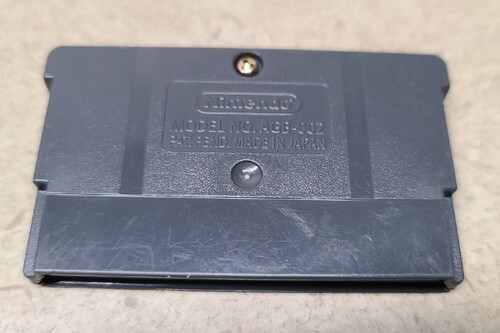 Nintendo
MODEL NO. AGB-002
PAT. PEND. MADE IN JAPAN